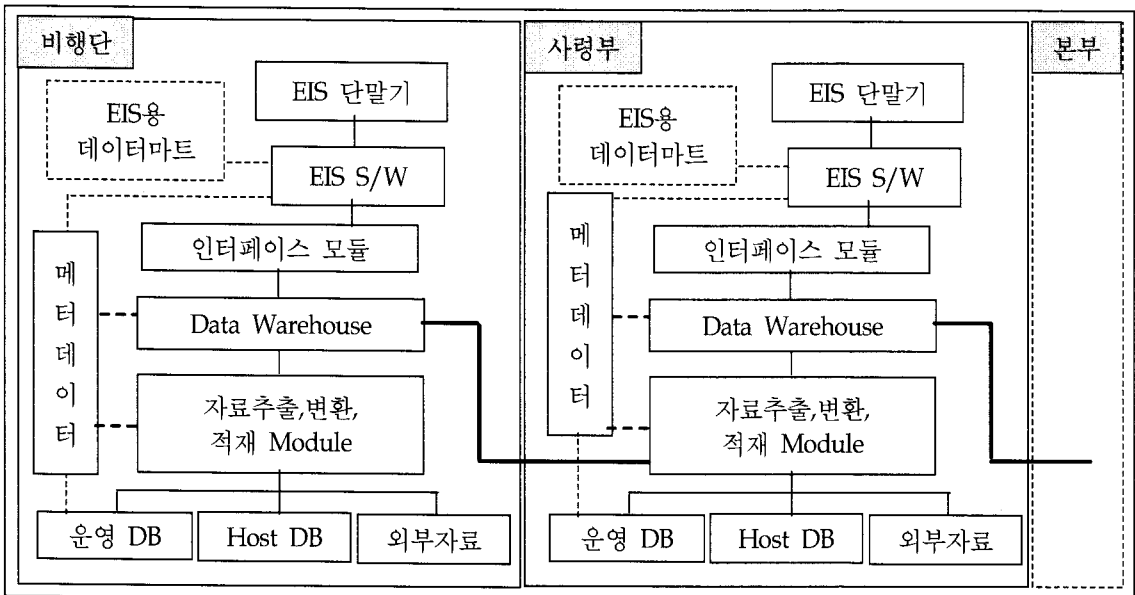 비행단
EIS 단말기
EIS용
데이터마트
EIS S/W
인터페이스 모듈
메
터
데
이
터
Data Warehouse
자료추출,변환,
적재 Module
운영 DB
Host DB
외부자료
사령부
EIS 단말기
EIS용
데이터마트
EIS S/W
인터페이스 모듈
메
터
데
이
터
Data Warehouse
자료추출,변환,
적재 Module
운영 DB
Host DB
외부자료
본부